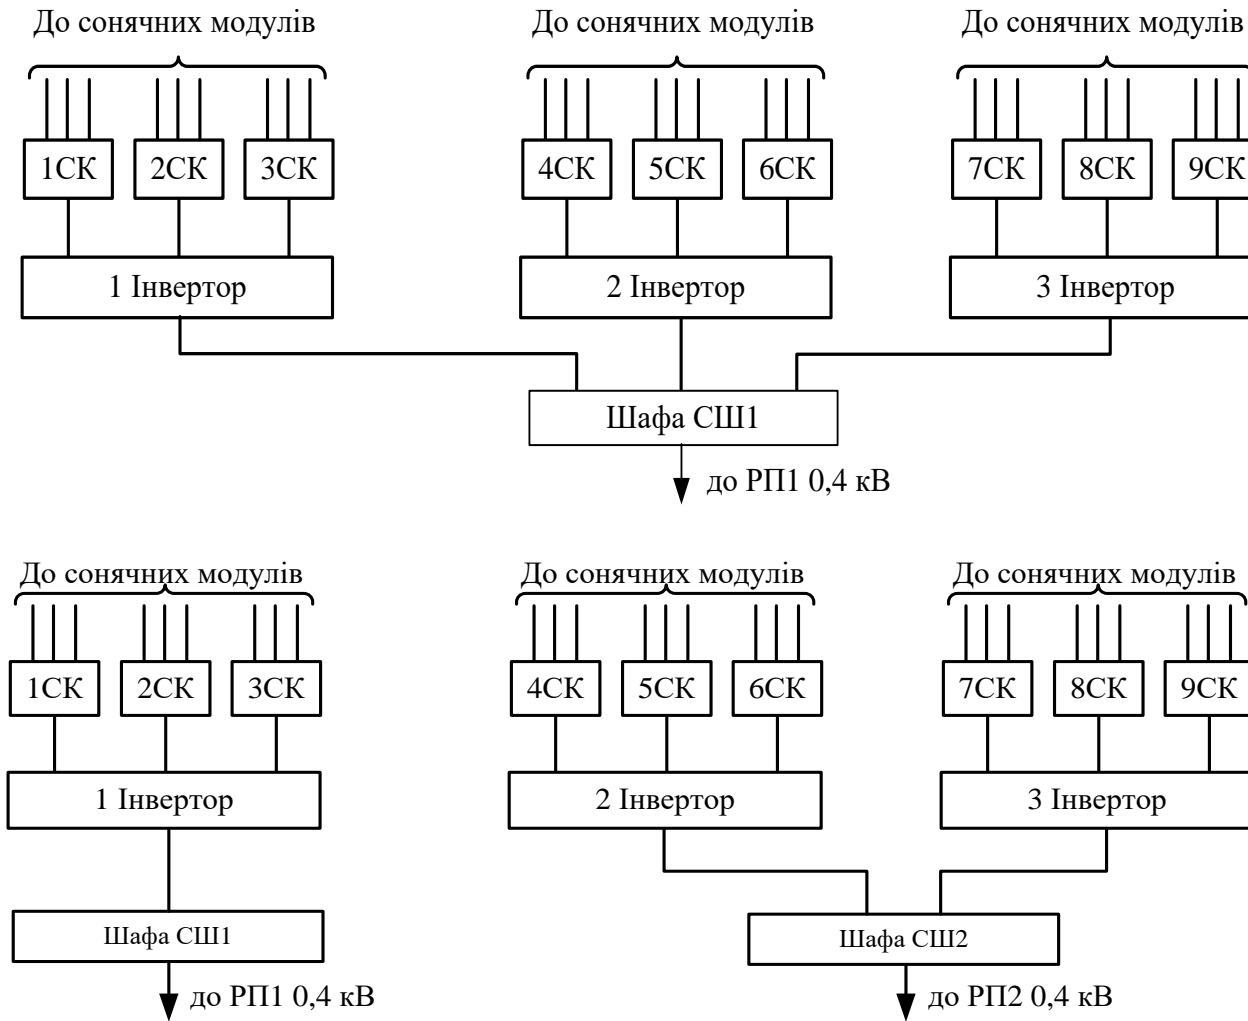 До сонячних модулів До сонячних модулів До сонячних модулів
1СК 2СК 3СК 4СК 5СК 6СК 7СК 8СК 9СК
1 Інвертор 2 Інвертор 3 Інвертор
Шафа СШ1
до РП1 0,4 кВ
До сонячних модулів До сонячних модулів До сонячних модулів
1СК 2СК 3СК 4СК 5СК 6СК 7СК 8СК 9СК
1 Інвертор 2 Інвертор 3 Інвертор
Шафа СШ1 Шафа СШ2
до РП1 0,4 кВ до РП2 0,4 кВ